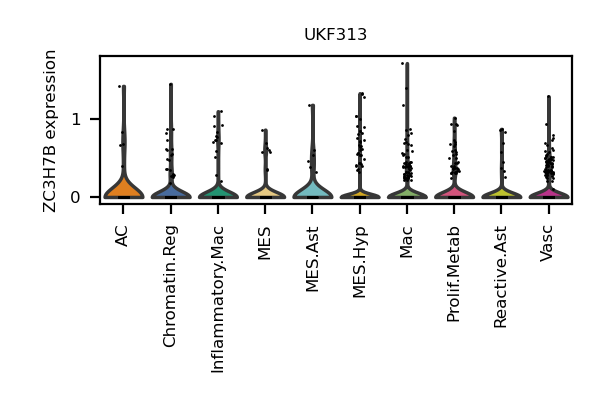 UKF313
ZC3H7B expression
1
0
AC
Chromatin.Reg
Inflammatory.Mac
MES
MES.Ast
MES.Hyp
Mac
Prolif.Metab
Reactive.Ast
Vasc